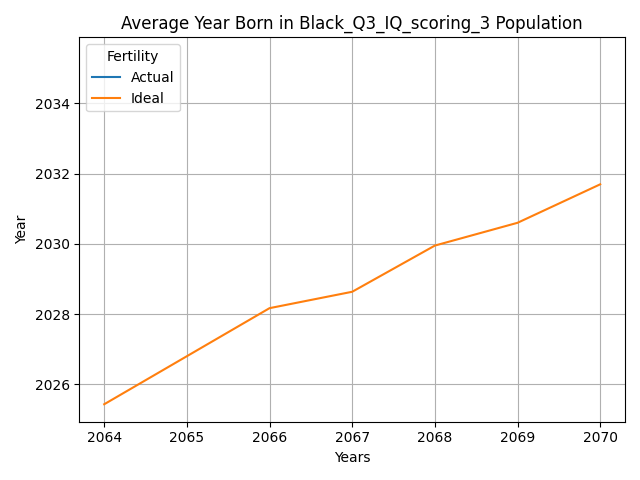 Average Year Born in Black_Q3_IQ_scoring_3 Population
Fertility
Actual
Ideal
2034
2032
2030
2028
2026
Year
2064 2065 2066 2067 2068 2069 2070
Years